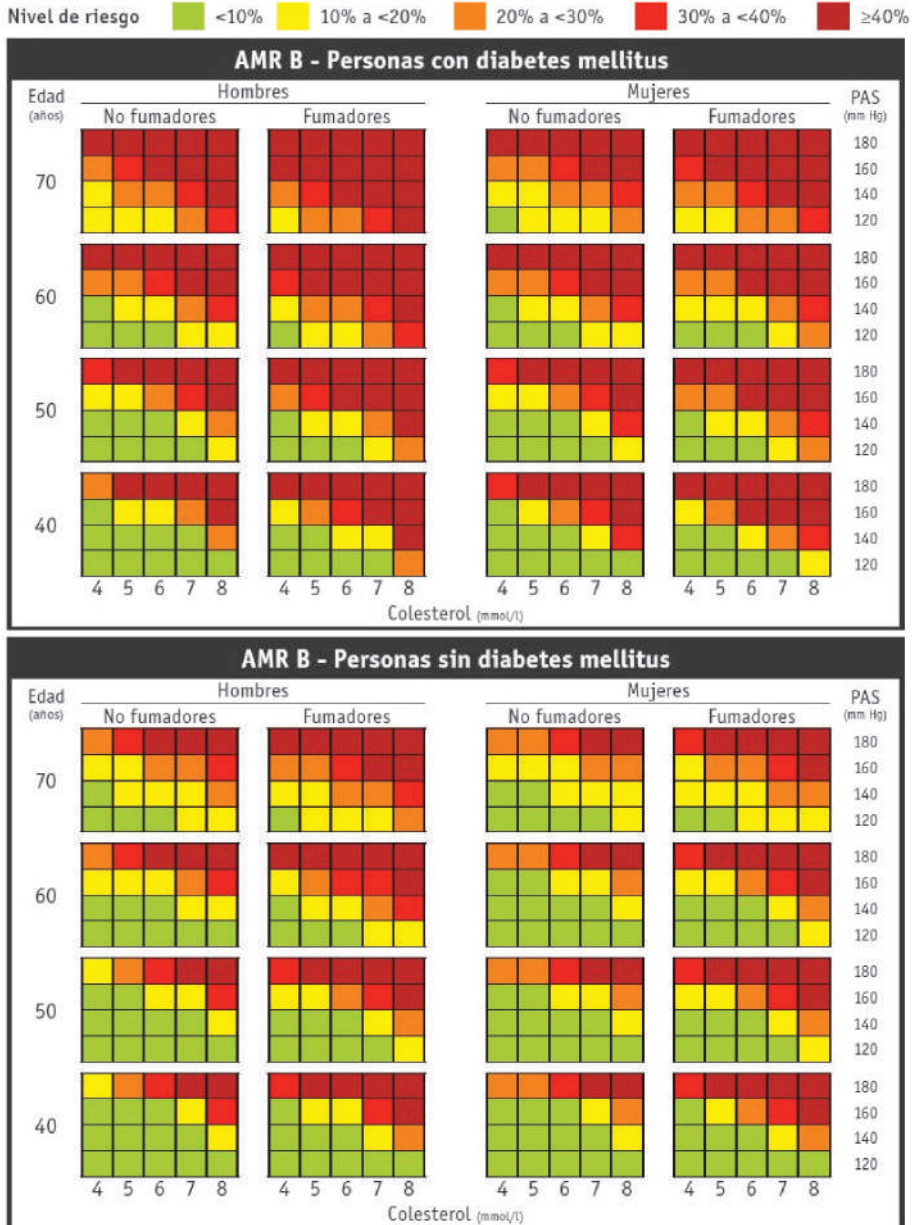 Nivel de riesgo <10% 10% a <20% 20% a <30% 30% a <40% ≥40%
AMR B - Personas con diabetes mellitus
Edad (años) Hombres Mujeres PAS (mm Hg)
No fumadores Fumadores No fumadores Fumadores
180
70 160
140
120
180
60 160
140
120
180
50 160
140
120
180
40 160
140
120
4 5 6 7 8 4 5 6 7 8 4 5 6 7 8 4 5 6 7 8
Colesterol (mmol/l)
AMR B - Personas sin diabetes mellitus
Edad (años) Hombres Mujeres PAS (mm Hg)
No fumadores Fumadores No fumadores Fumadores
180
70 160
140
120
180
60 160
140
120
180
50 160
140
120
180
40 160
140
120
4 5 6 7 8 4 5 6 7 8 4 5 6 7 8 4 5 6 7 8
Colesterol (mmol/l)